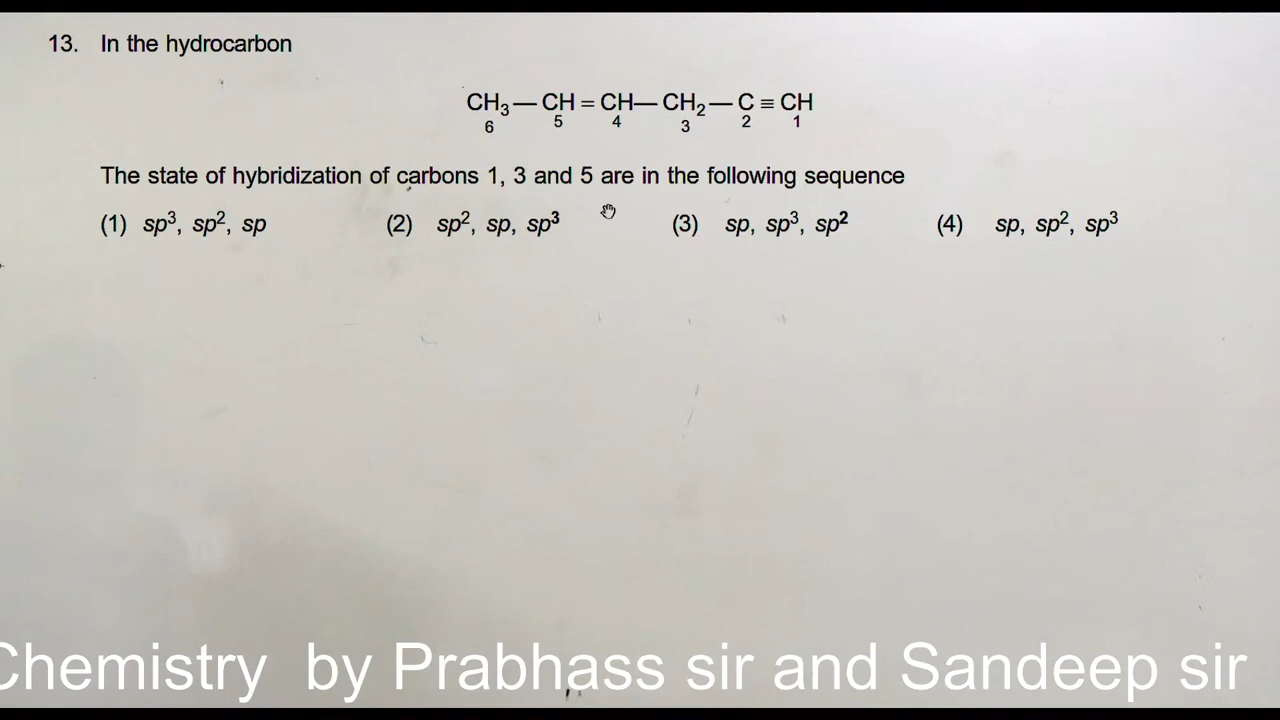 13. In the hydrocarbon
CH₃ — CH = CH — CH₂ — C ≡ CH
6 5 4 3 2 1
The state of hybridization of carbons 1, 3 and 5 are in the following sequence
(1) sp³, sp², sp (2) sp², sp, sp³ (3) sp, sp³, sp² (4) sp, sp², sp³
Chemistry by Prabhass sir and Sandeep sir